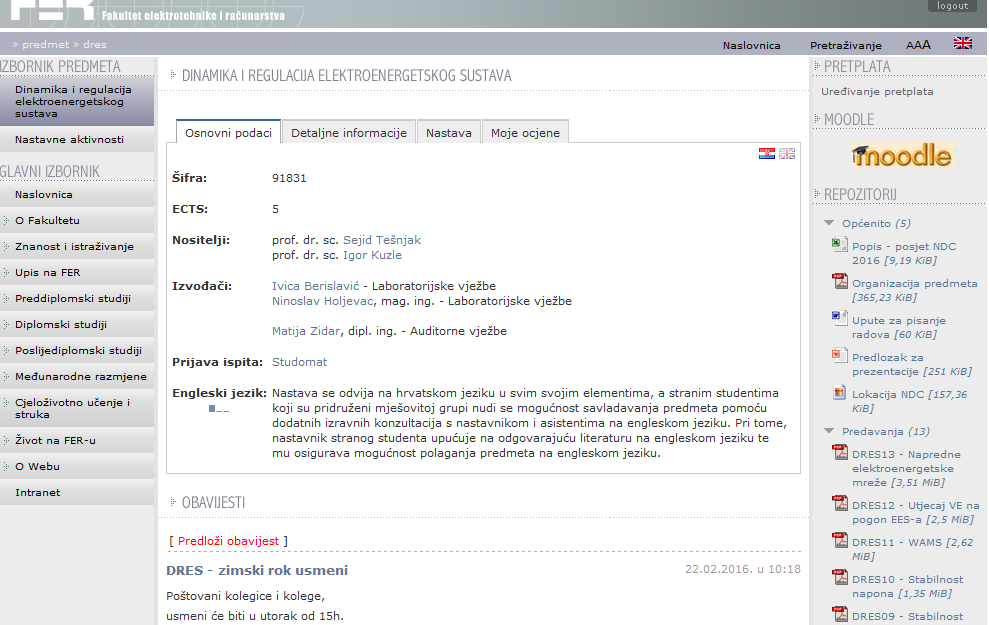 FER
Fakultet elektrotehnike i računarstva
logout
» predmet » dres
Naslovnica
Pretraživanje
AAA
IZBORNIK PREDMETA
Dinamika i regulacija
elektroenergetskog
sustava
Nastavne aktivnosti
GLAVNI IZBORNIK
Naslovnica
O Fakultetu
Znanost i istraživanje
Upis na FER
Preddiplomski studiji
Diplomski studiji
Poslijediplomski studiji
Međunarodne razmjene
Cjeloživotno učenje i
struka
Život na FER-u
O Webu
Intranet
DINAMIKA I REGULACIJA ELEKTROENERGETSKOG SUSTAVA
Osnovni podaci
Detaljne informacije
Nastava
Moje ocjene
Šifra: 91831
ECTS: 5
Nositelji: prof. dr. sc. Sejid Tešnjak
prof. dr. sc. Igor Kuzle
Izvođači: Ivica Berislavić - Laboratorijske vježbe
Ninoslav Holjevac, mag. ing. - Laboratorijske vježbe
Matija Zidar, dipl. ing. - Auditorne vježbe
Prijava ispita: Studomat
Engleski jezik: Nastava se odvija na hrvatskom jeziku u svim svojim elementima, a stranim studentima
koji su pridruženi mješovitoj grupi nudi se mogućnost savladavanja predmeta pomoću
dodatnih izravnih konzultacija s nastavnikom i asistentima na engleskom jeziku. Pri tome,
nastavnik stranog studenta upućuje na odgovarajuću literaturu na engleskom jeziku te
mu osigurava mogućnost polaganja predmeta na engleskom jeziku.
OBAVIJESTI
[ Predloži obavijest ]
DRES - zimski rok usmeni
22.02.2016. u 10:18
Poštovani kolegice i kolege,
usmeni će biti u utorak od 15h.
PRETPLATA
Uređivanje pretplata
MOODLE
moodle
REPOZITORIJ
Općenito (5)
Popis - posjet NDC
2016 [9,19 KiB]
Organizacija predmeta
[365,23 KiB]
Upute za pisanje
radova [60 KiB]
Predlozak za
prezentacije [251 KiB]
Lokacija NDC [157,36
KiB]
Predavanja (13)
DRES13 - Napredne
elektroenergetske
mreže [3,51 MiB]
DRES12 - Utjecaj VE na
pogon EES-a [2,5 MiB]
DRES11 - WAMS [2,62
MiB]
DRES10 - Stabilnost
napona [1,35 MiB]
DRES09 - Stabilnost